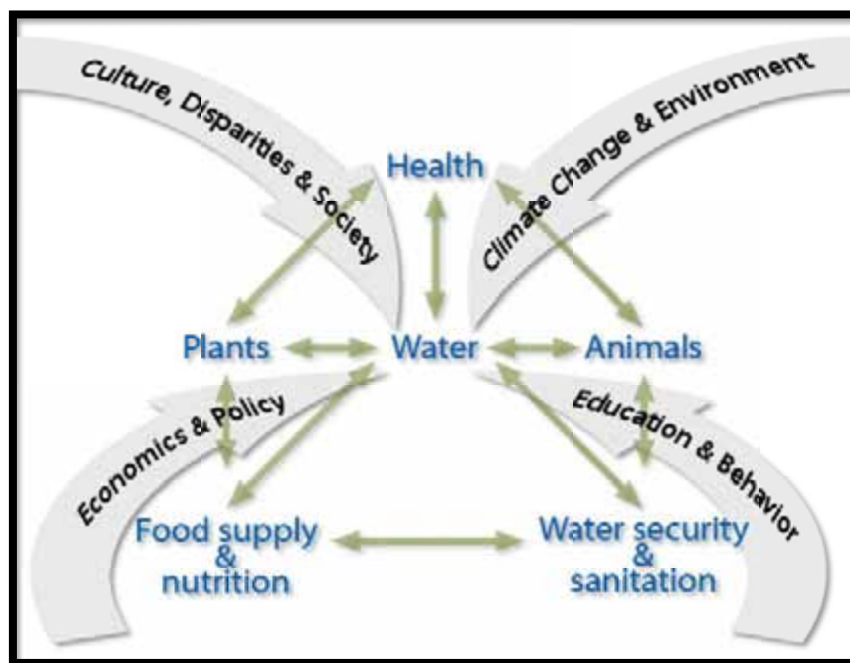 Culture, Disparities & Society
Climate Change & Environment
Health
Plants
Water
Animals
Economics & Policy
Education & Behavior
Food supply
&
nutrition
Water security
&
sanitation